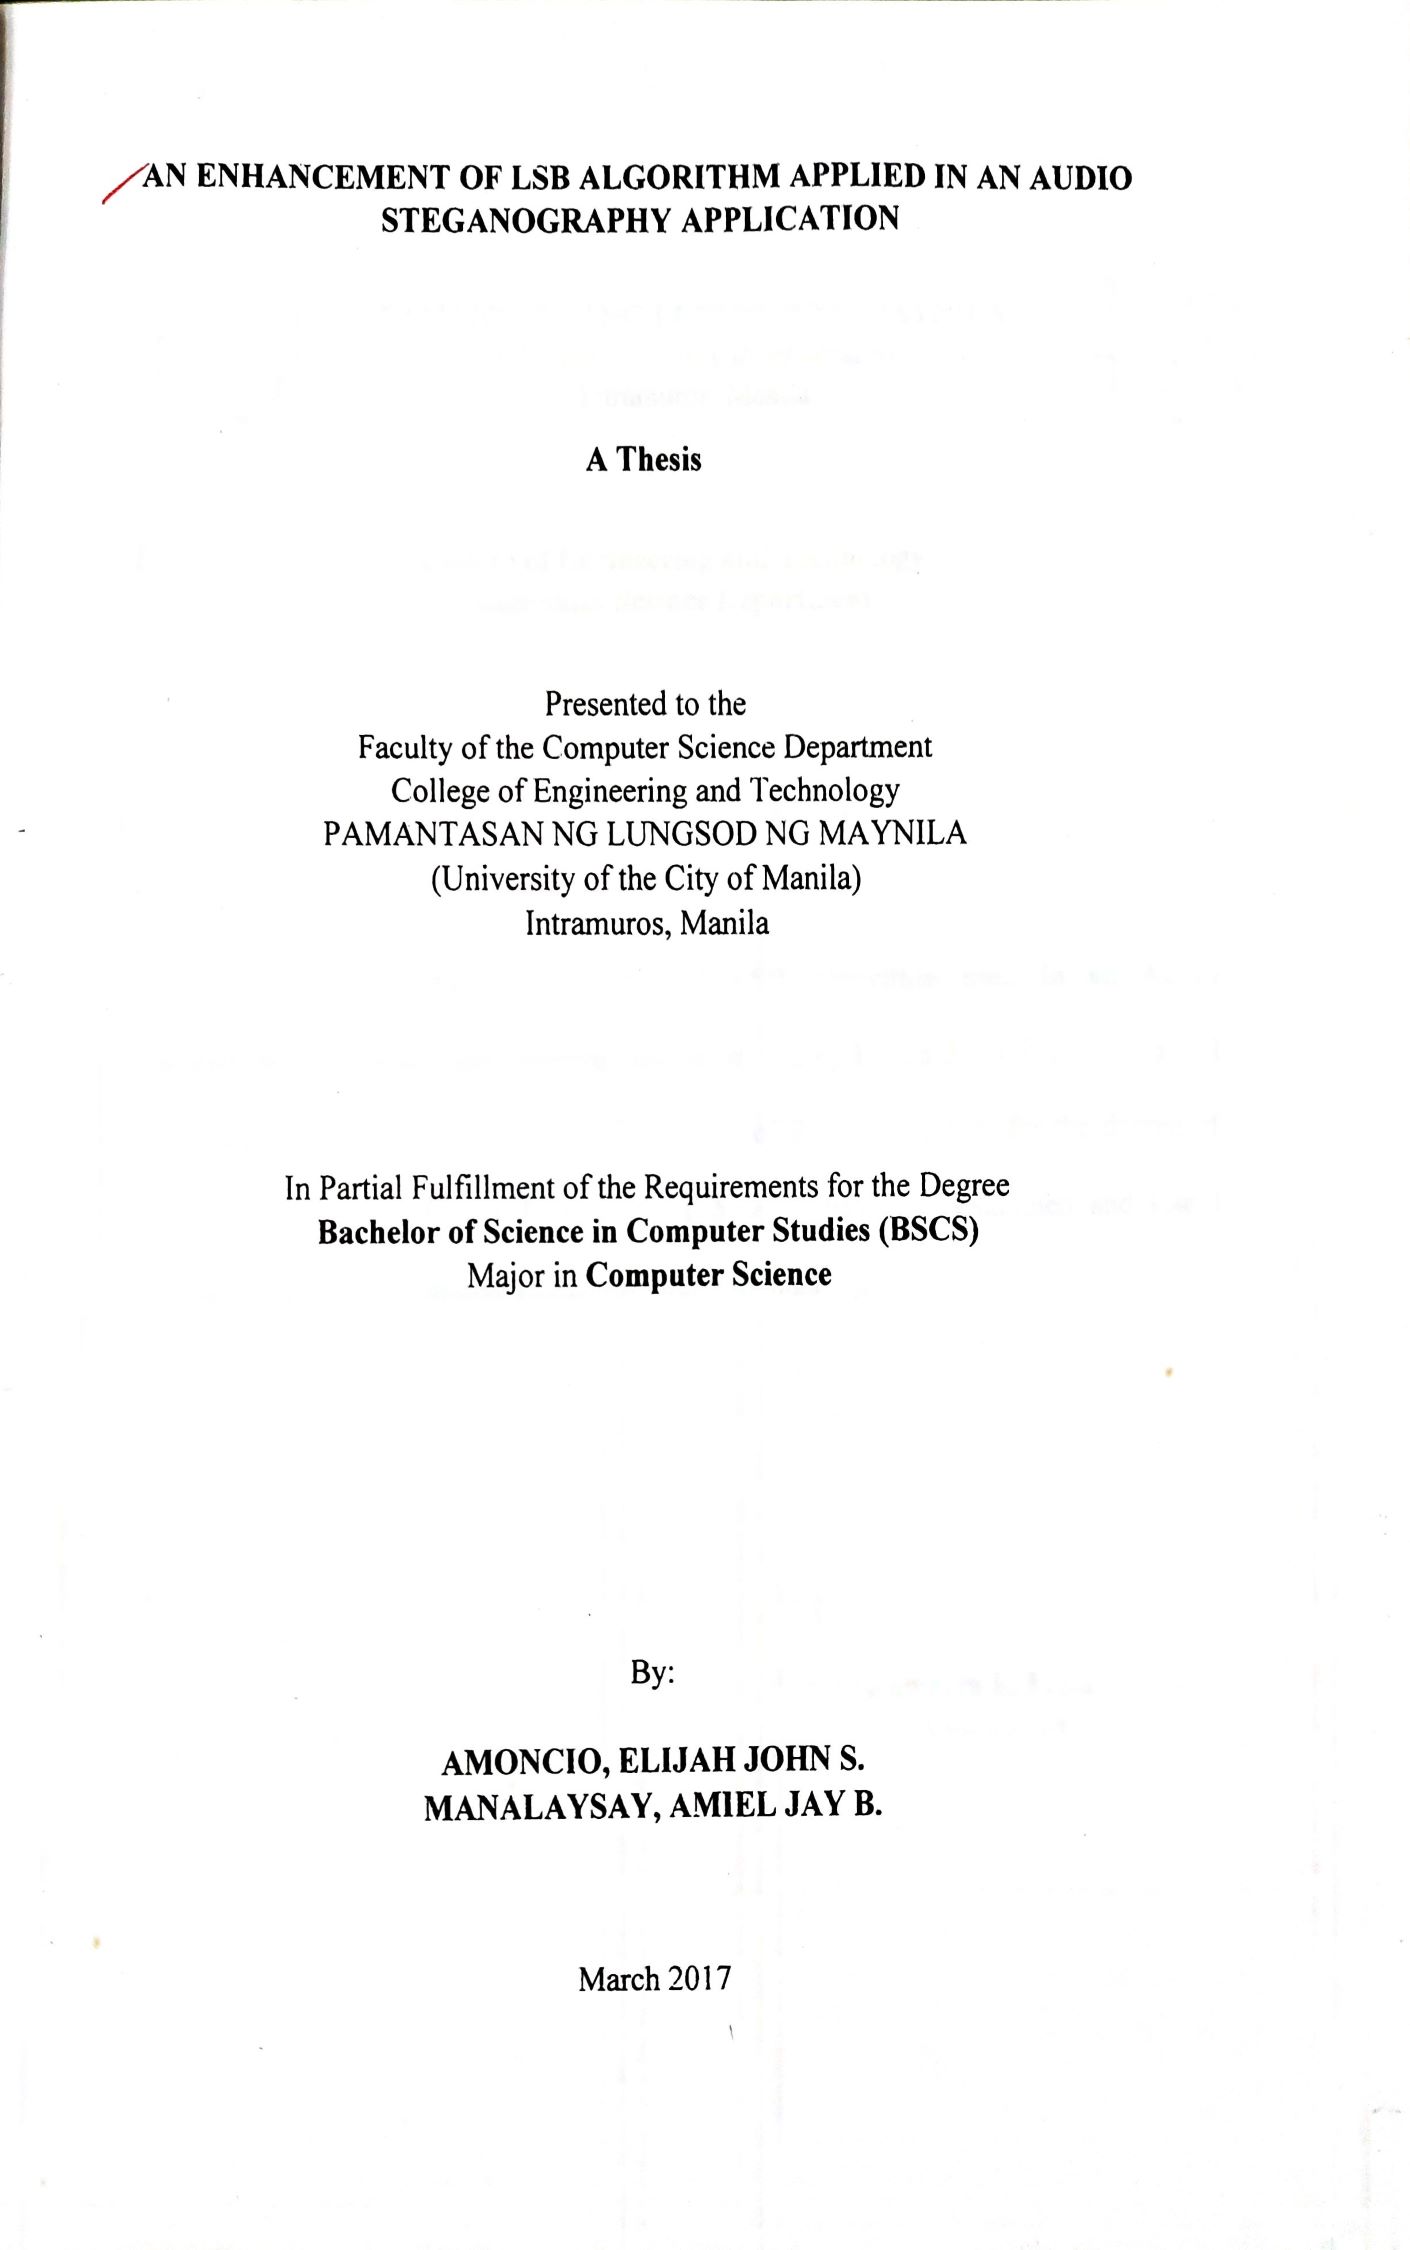 AN ENHANCEMENT OF LSB ALGORITHM APPLIED IN AN AUDIO
STEGANOGRAPHY APPLICATION
A Thesis
Presented to the
Faculty of the Computer Science Department
College of Engineering and Technology
PAMANTASAN NG LUNGSOD NG MAYNILA
(University of the City of Manila)
Intramuros, Manila
In Partial Fulfillment of the Requirements for the Degree
Bachelor of Science in Computer Studies (BSCS)
Major in Computer Science
By:
AMONCIO, ELIJAH JOHN S.
MANALAYSAY, AMIEL JAY B.
March 2017